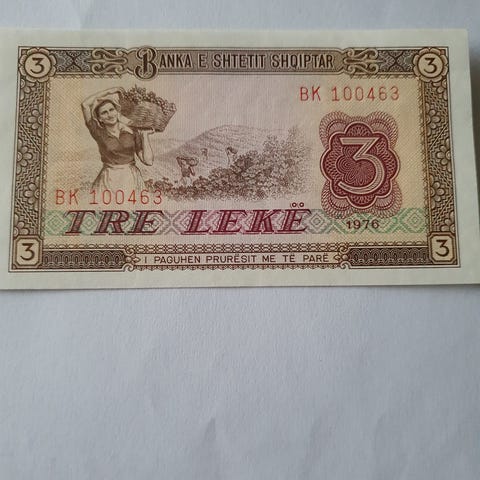 3 BANKA E SHTETIT SHQIPTAR 3
BK 100463
3
BK 100463
TRE LEKË 1976
3 I PAGUHEN PRURËSIT ME TË PARË 3